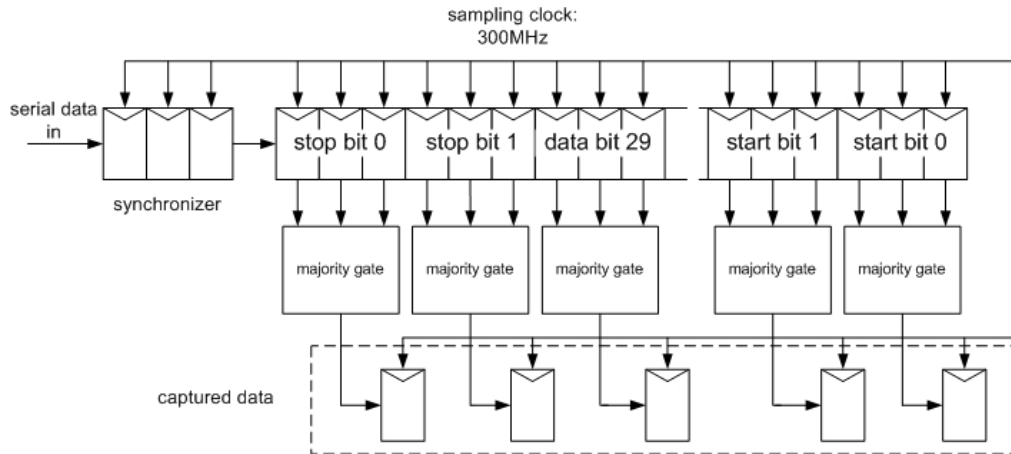 sampling clock:
300MHz
serial data
in
stop bit 0
stop bit 1
data bit 29
start bit 1
start bit 0
synchronizer
majority gate
majority gate
majority gate
majority gate
majority gate
captured data